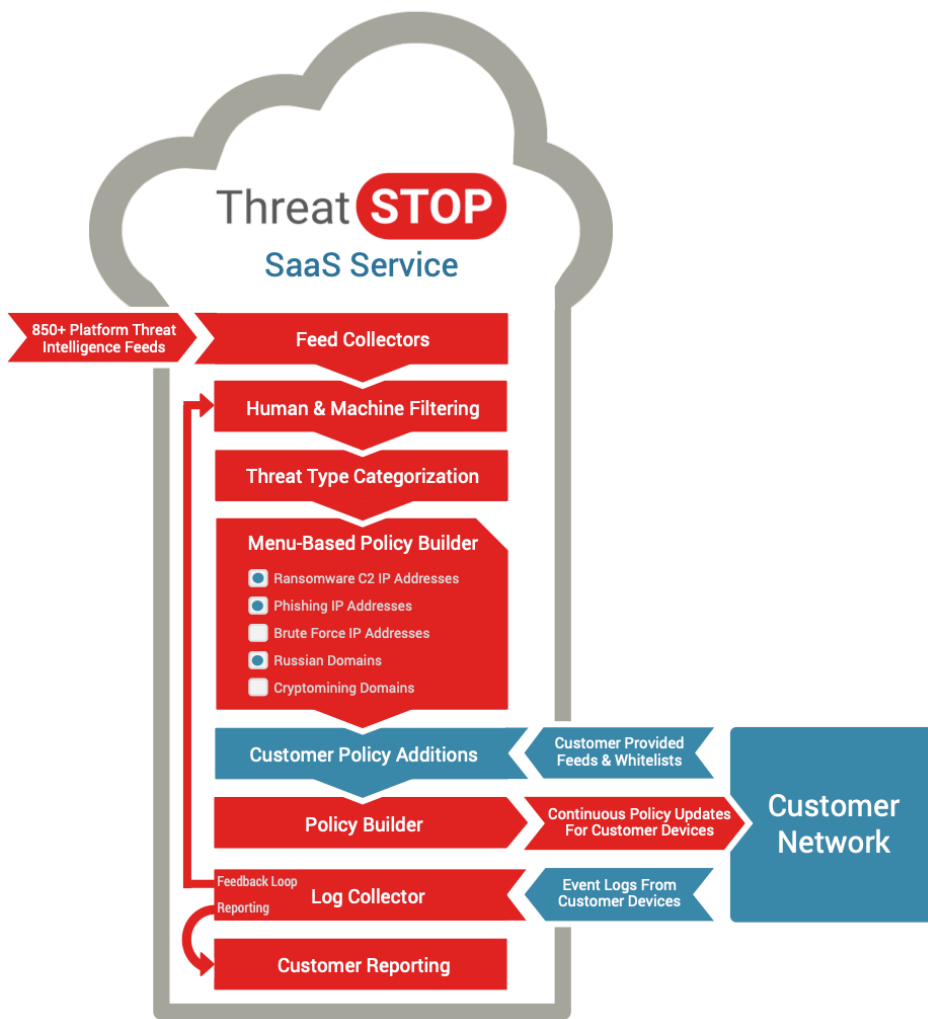 Threat STOP
SaaS Service
850+ Platform Threat
Intelligence Feeds
Feed Collectors
Human & Machine Filtering
Threat Type Categorization
Menu-Based Policy Builder
Ransomware C2 IP Addresses
Phishing IP Addresses
Brute Force IP Addresses
Russian Domains
Cryptomining Domains
Customer Policy Additions
Customer Provided
Feeds & Whitelists
Policy Builder
Continuous Policy Updates
For Customer Devices
Customer
Network
Feedback Loop
Reporting
Log Collector
Event Logs From
Customer Devices
Customer Reporting